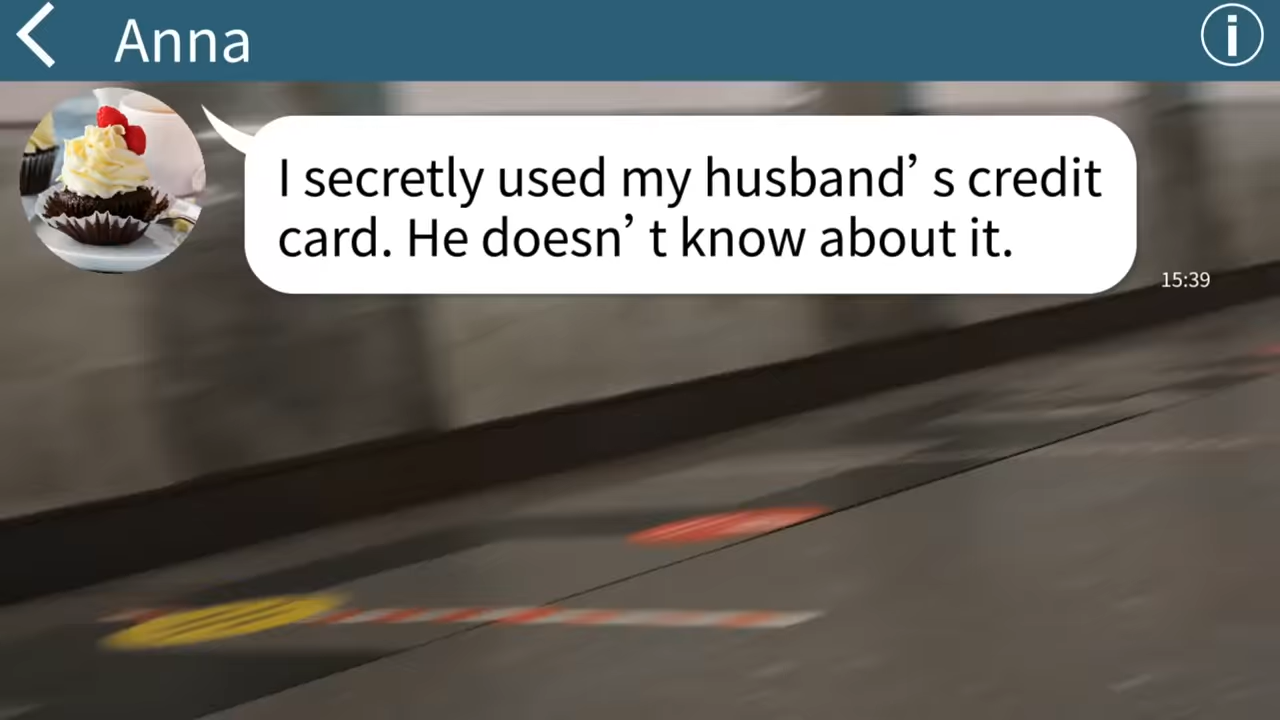 Anna
I secretly used my husband’s credit
card. He doesn’t know about it.
15:39